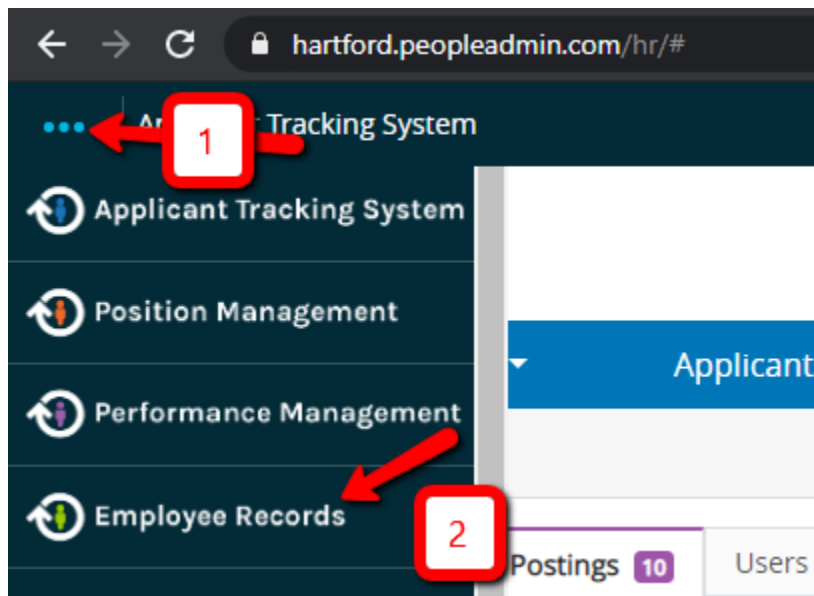 hartford.peopleadmin.com/hr/#
Tracking System
1
Applicant Tracking System
Position Management
Applicant
Performance Management
Employee Records
2
Postings 10 Users